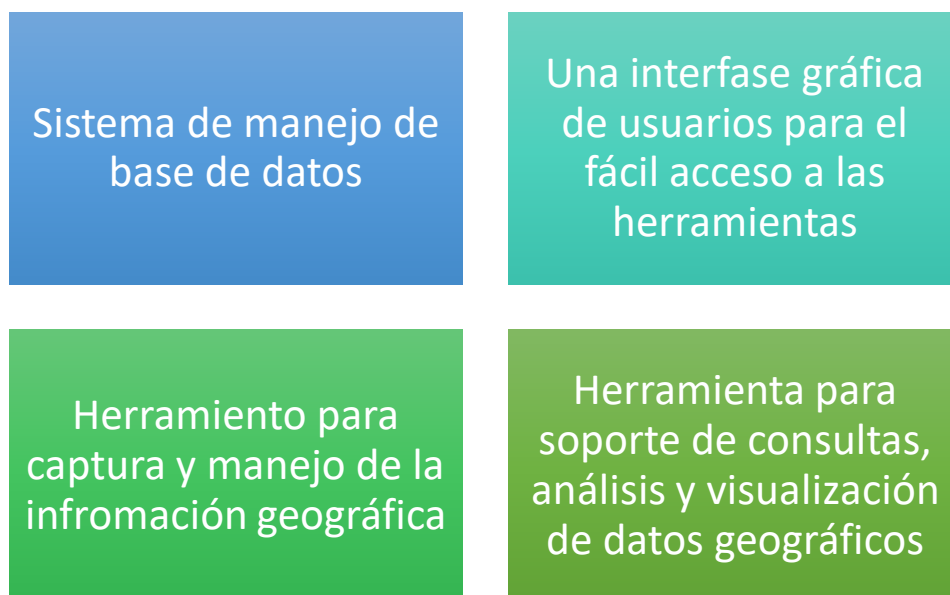 Sistema de manejo de
base de datos
Una interfase gráfica
de usuarios para el
fácil acceso a las
herramientas
Herramiento para
captura y manejo de la
infromación geográfica
Herramienta para
soporte de consultas,
análisis y visualización
de datos geográficos